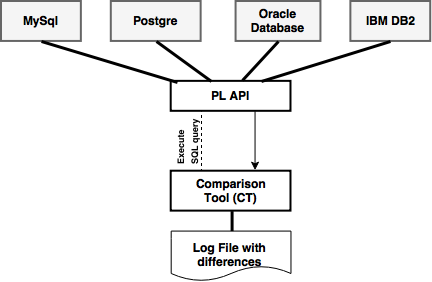 MySql
Postgre
Oracle
Database
IBM DB2
PL API
Execute
SQL query
Comparison
Tool (CT)
Log File with
differences